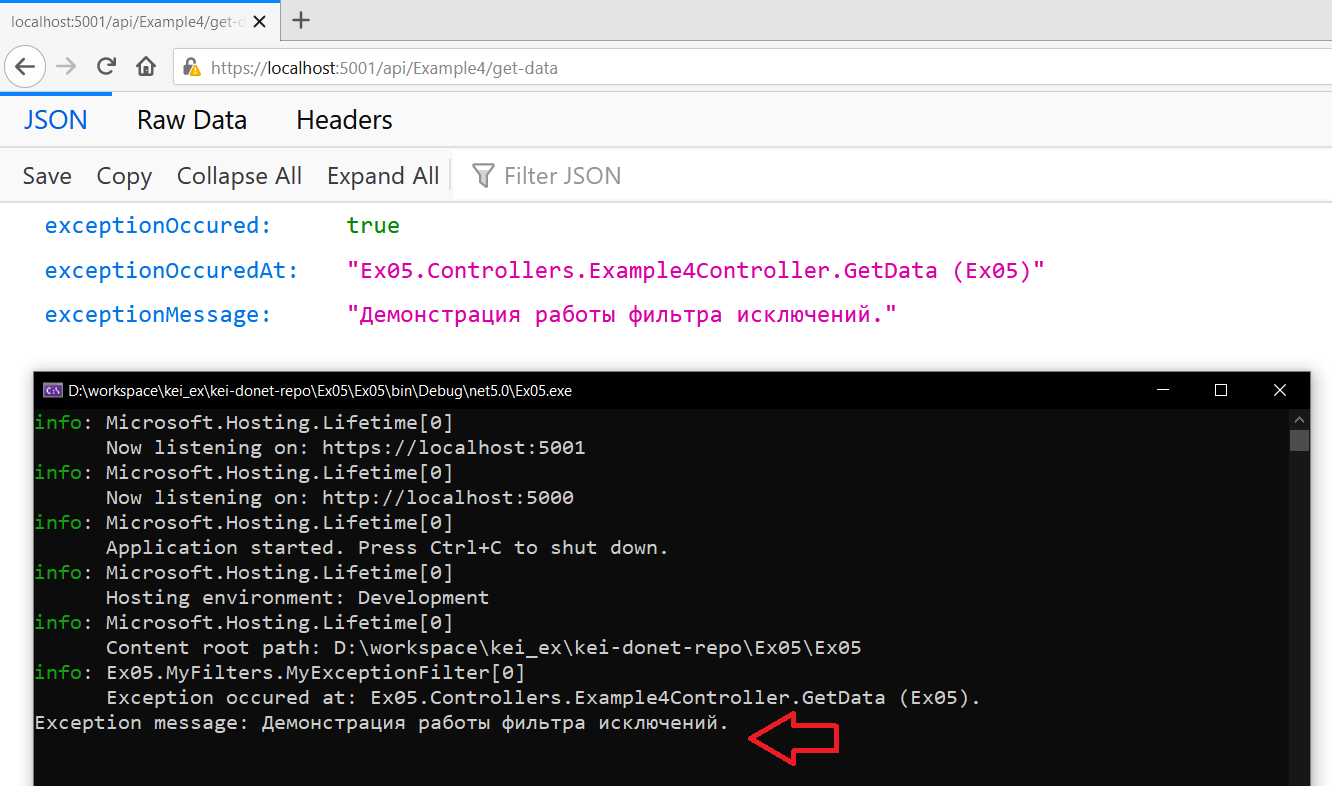 localhost:5001/api/Example4/get-d
https://localhost:5001/api/Example4/get-data
JSON Raw Data Headers
Save Copy Collapse All Expand All Filter JSON
exceptionOccured: true
exceptionOccuredAt: "Ex05.Controllers.Example4Controller.GetData (Ex05)"
exceptionMessage: "Демонстрация работы фильтра исключений."
C:\ D:\workspace\kei_ex\kei-donet-repo\Ex05\Ex05\bin\Debug\net5.0\Ex05.exe
info: Microsoft.Hosting.Lifetime[0]
Now listening on: https://localhost:5001
info: Microsoft.Hosting.Lifetime[0]
Now listening on: http://localhost:5000
info: Microsoft.Hosting.Lifetime[0]
Application started. Press Ctrl+C to shut down.
info: Microsoft.Hosting.Lifetime[0]
Hosting environment: Development
info: Microsoft.Hosting.Lifetime[0]
Content root path: D:\workspace\kei_ex\kei-donet-repo\Ex05\Ex05
info: Ex05.MyFilters.MyExceptionFilter[0]
Exception occured at: Ex05.Controllers.Example4Controller.GetData (Ex05).
Exception message: Демонстрация работы фильтра исключений.